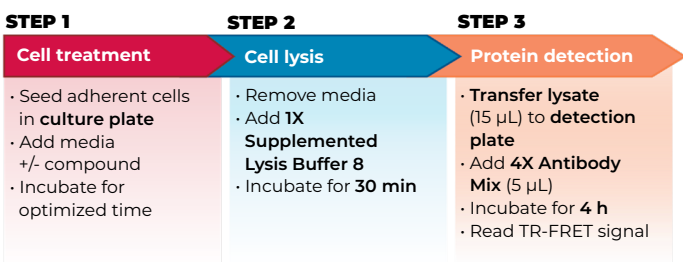 STEP 1
Cell treatment
· Seed adherent cells
in culture plate
· Add media
+/- compound
· Incubate for
optimized time
STEP 2
Cell lysis
· Remove media
· Add 1X
Supplemented
Lysis Buffer 8
· Incubate for 30 min
STEP 3
Protein detection
· Transfer lysate
(15 µL) to detection
plate
· Add 4X Antibody
Mix (5 µL)
· Incubate for 4 h
· Read TR-FRET signal